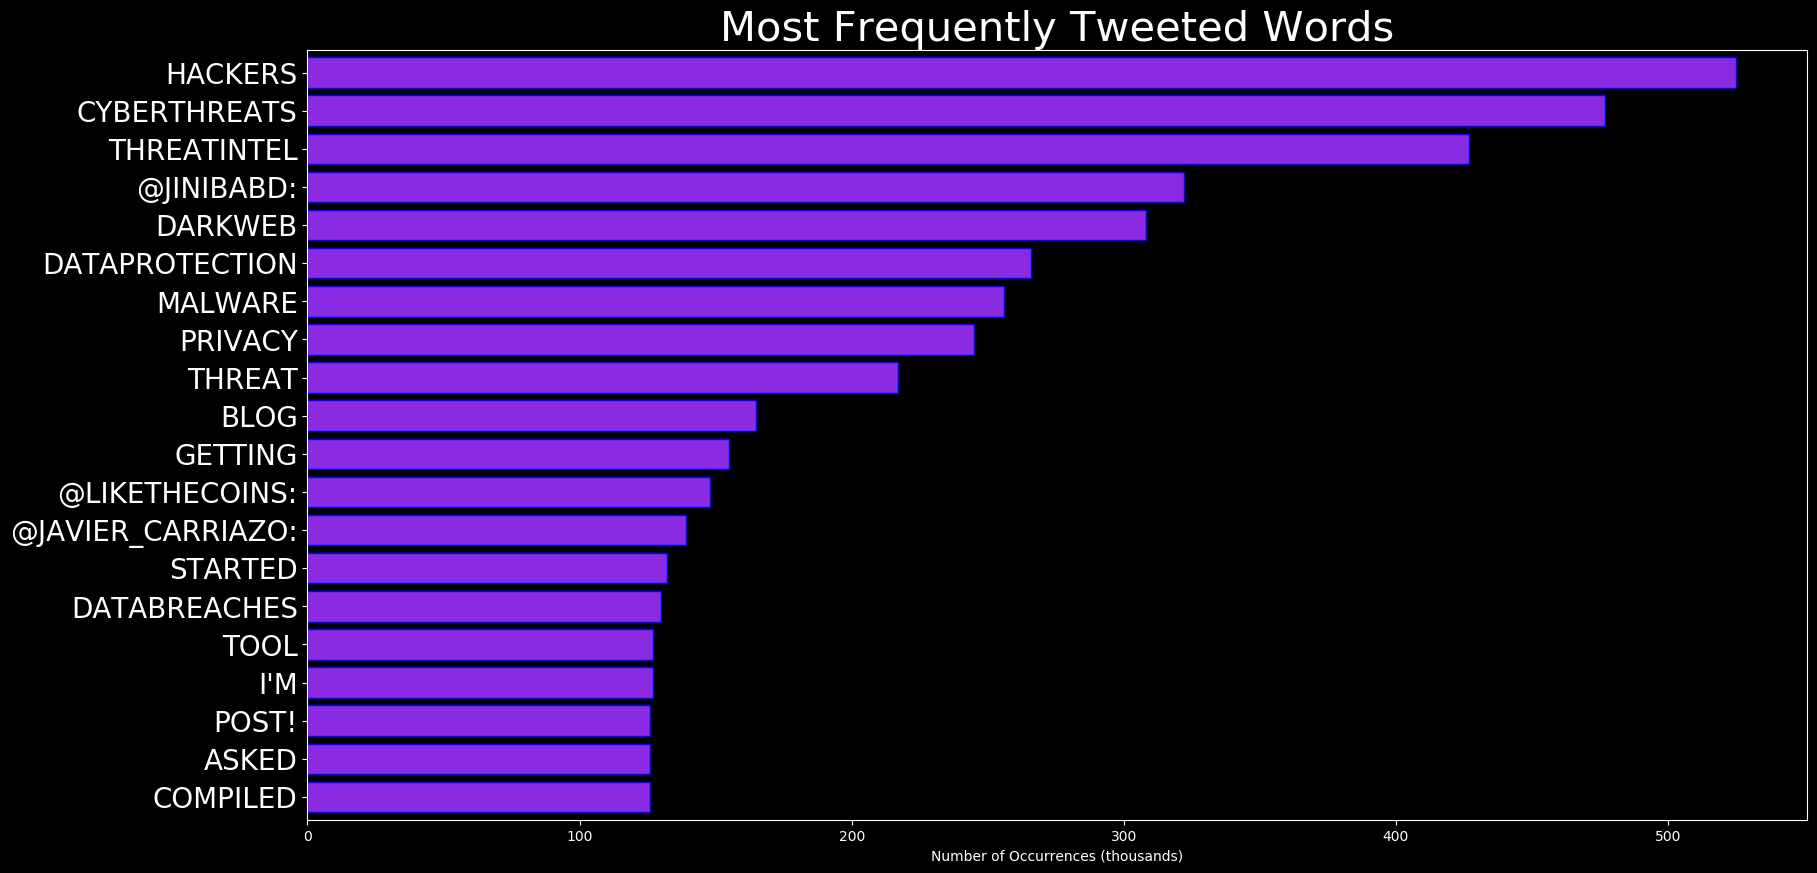 Most Frequently Tweeted Words
HACKERS
CYBERTHREATS
THREATINTEL
@JINIBABD:
DARKWEB
DATAPROTECTION
MALWARE
PRIVACY
THREAT
BLOG
GETTING
@LIKETHECOINS:
@JAVIER_CARRIAZO:
STARTED
DATABREACHES
TOOL
I'M
POST!
ASKED
COMPILED
0 100 200 300 400 500
Number of Occurrences (thousands)